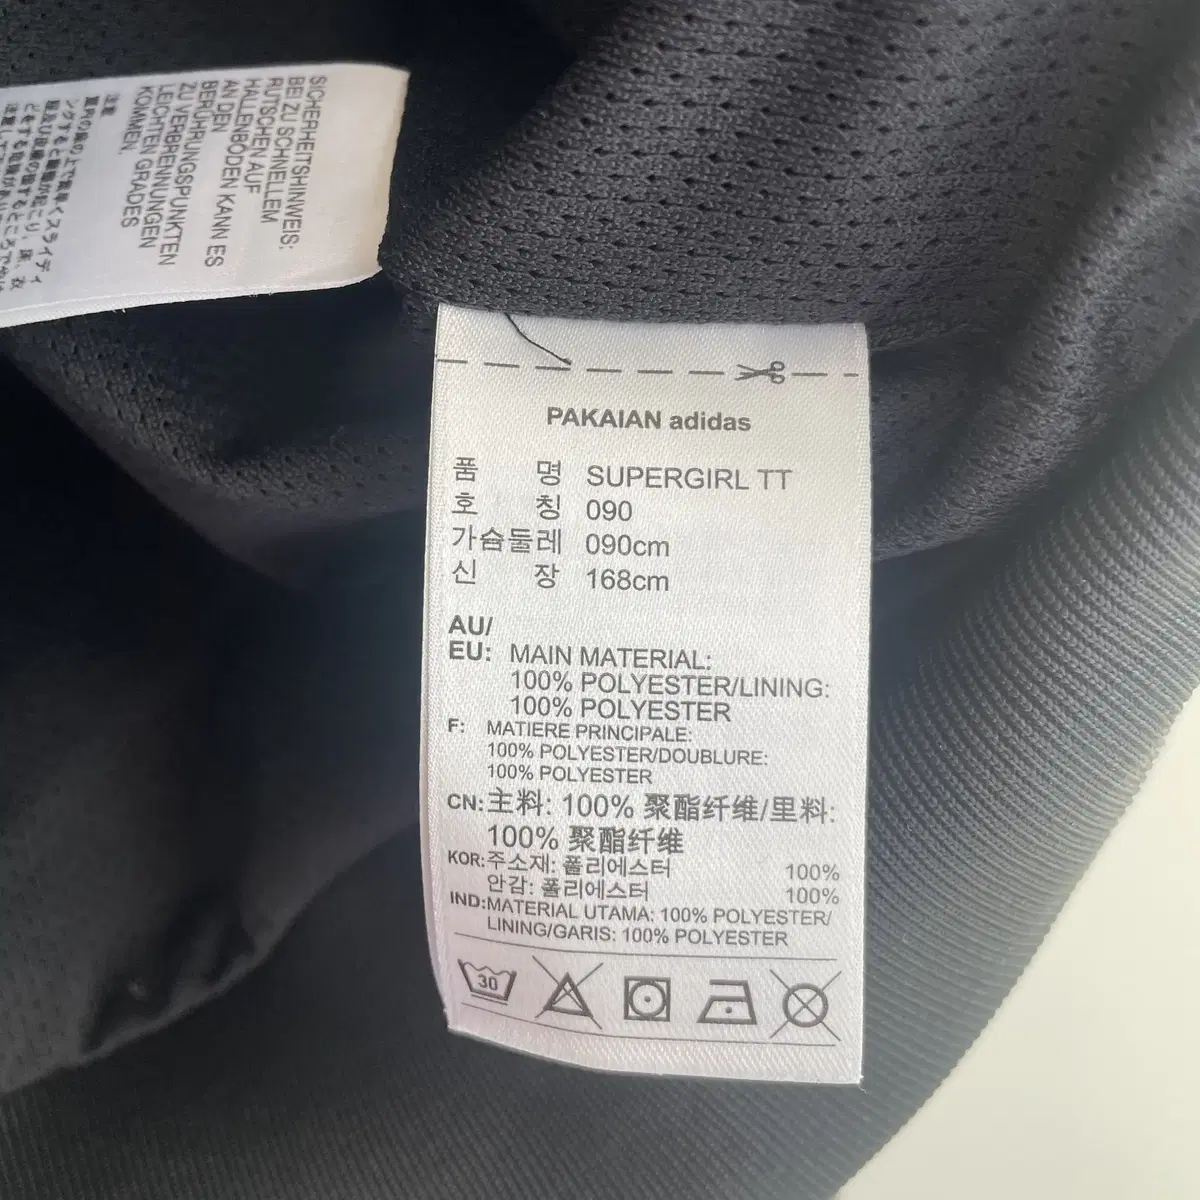 SICHERHEITSHINWEIS:
BEI ZU SCHNELLEM
RUTSCHEN AUF
HALLENBÖDEN KANN ES
AN DEN
BERÜHRUNGSPUNKTEN
ZU VERBRENNUNGEN
LEICHTEN GRADES
KOMMEN.
注意
PAKAIAN adidas
품 명 SUPERGIRL TT
호 칭 090
가슴둘레 090cm
신 장 168cm
AU/
EU: MAIN MATERIAL:
100% POLYESTER/LINING:
100% POLYESTER
F: MATIERE PRINCIPALE:
100% POLYESTER/DOUBLURE:
100% POLYESTER
CN: 主料: 100% 聚酯纤维/里料:
100% 聚酯纤维
KOR: 주소재: 폴리에스터 100%
안감: 폴리에스터 100%
IND: MATERIAL UTAMA: 100% POLYESTER/
LINING/GARIS: 100% POLYESTER
30